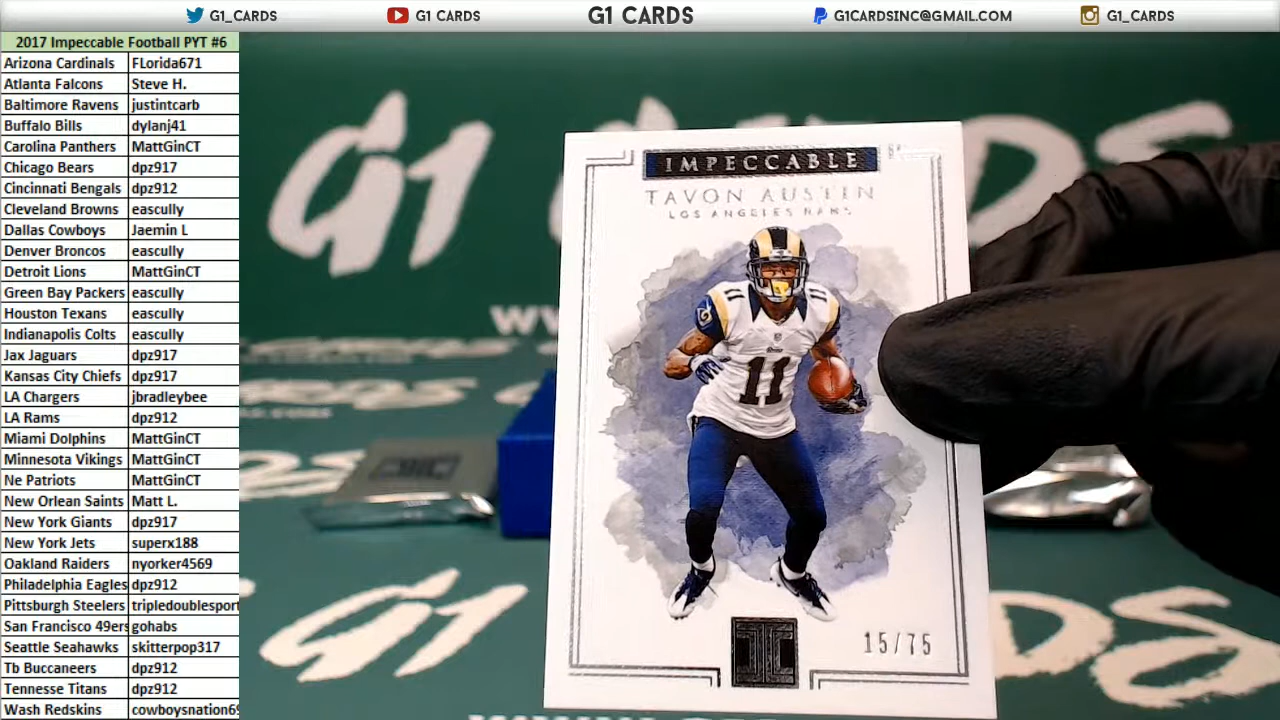 G1_CARDS
G1 CARDS
G1 CARDS
G1CARDSINC@GMAIL.COM
G1_CARDS
2017 Impeccable Football PYT #6
Arizona Cardinals FLorida671
Atlanta Falcons Steve H.
Baltimore Ravens justintcarb
Buffalo Bills dylanj41
Carolina Panthers MattGinCT
Chicago Bears dpz917
Cincinnati Bengals dpz912
Cleveland Browns eascully
Dallas Cowboys Jaemin L
Denver Broncos eascully
Detroit Lions MattGinCT
Green Bay Packers eascully
Houston Texans eascully
Indianapolis Colts eascully
Jax Jaguars dpz917
Kansas City Chiefs dpz917
LA Chargers jbradleybee
LA Rams dpz912
Miami Dolphins MattGinCT
Minnesota Vikings MattGinCT
Ne Patriots MattGinCT
New Orlean Saints Matt L.
New York Giants dpz917
New York Jets superx188
Oakland Raiders nyorker4569
Philadelphia Eagles dpz912
Pittsburgh Steelers tripledoublesport
San Francisco 49ers gohabs
Seattle Seahawks skitterpop317
Tb Buccaneers dpz912
Tennesse Titans dpz912
Wash Redskins cowboysnation69
IMPECCABLE
TAVON AUSTIN
LOS ANGELES RAMS
11
11
11
15/75
G1
G1